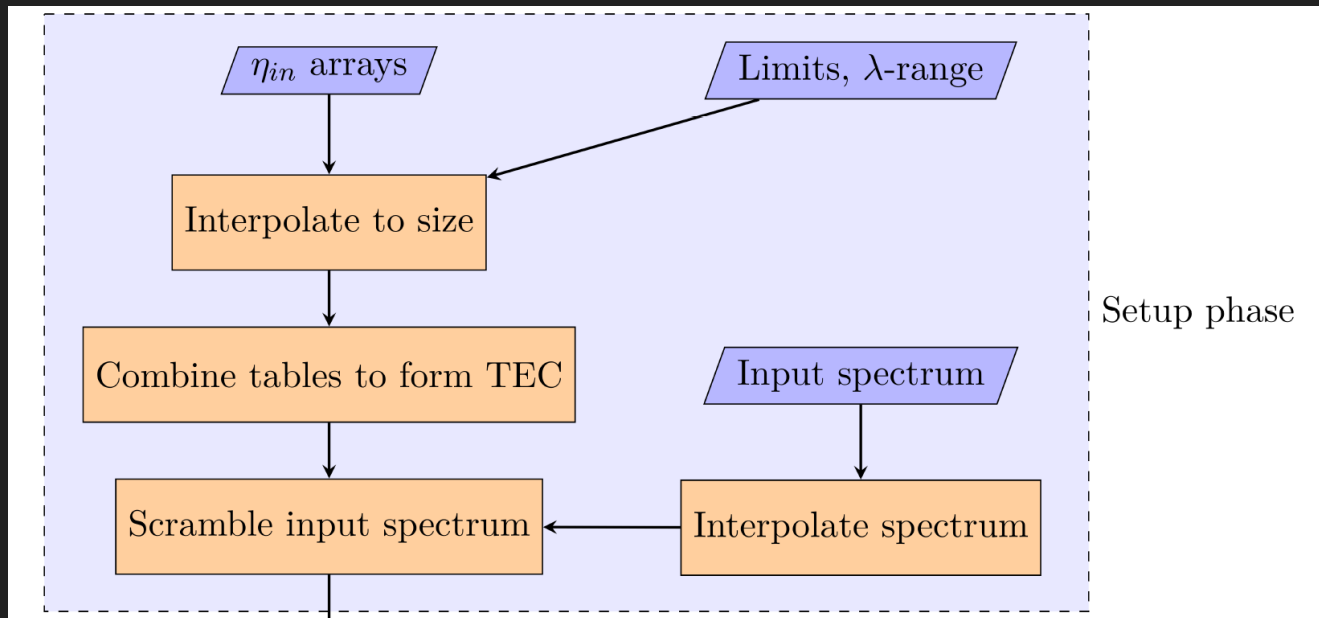 η_in arrays
Limits, λ-range
Interpolate to size
Setup phase
Combine tables to form TEC
Input spectrum
Scramble input spectrum
Interpolate spectrum